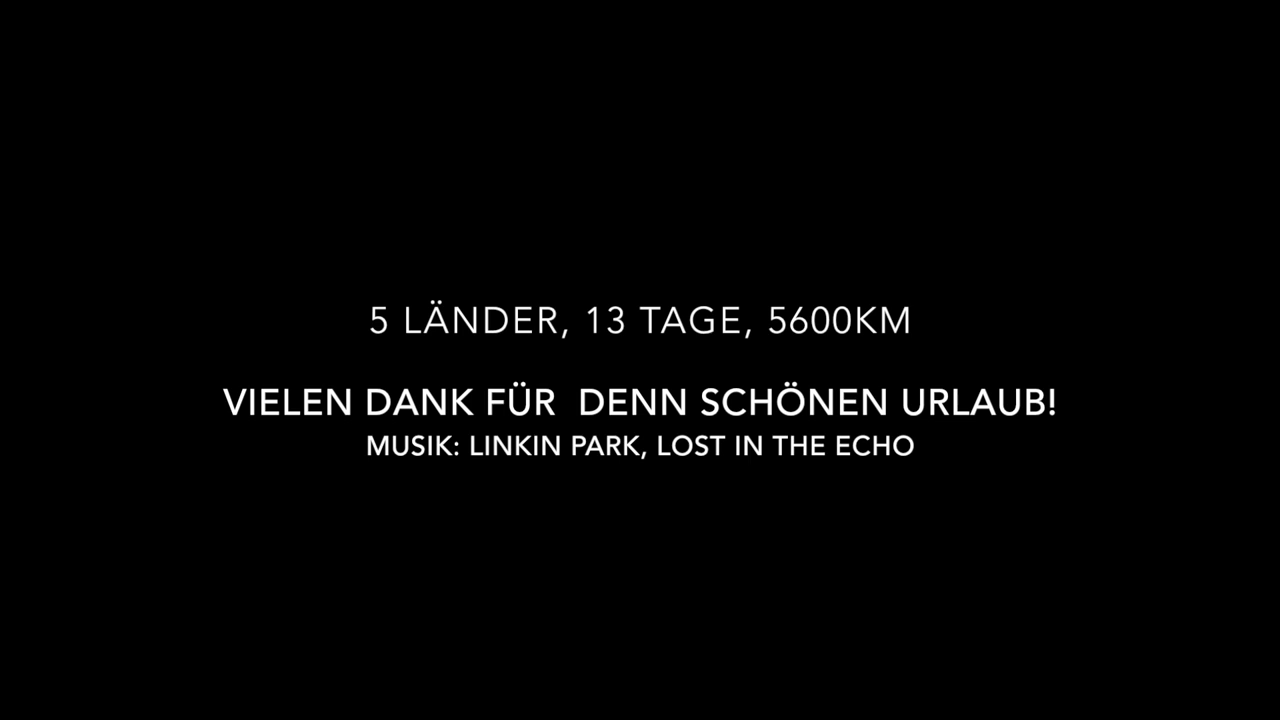 5 LÄNDER, 13 TAGE, 5600KM
VIELEN DANK FÜR  DENN SCHÖNEN URLAUB!
MUSIK: LINKIN PARK, LOST IN THE ECHO